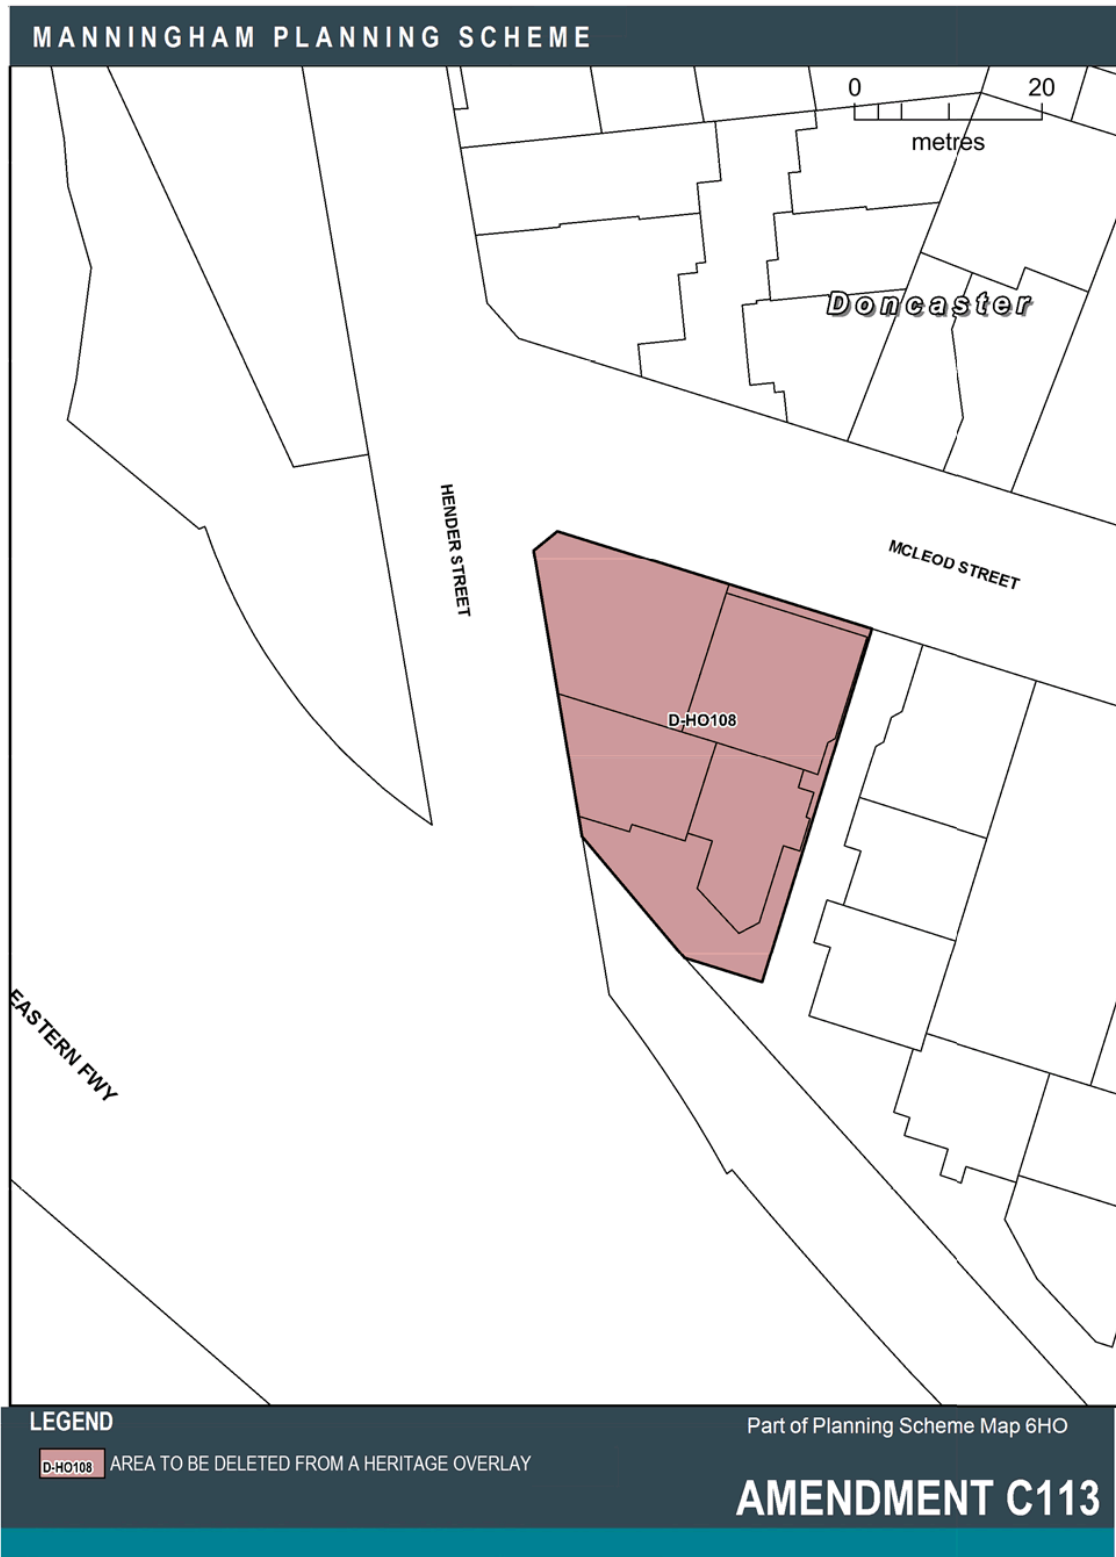 MANNINGHAM PLANNING SCHEME
0 20
metres
Doncaster
HENDER STREET
MCLEOD STREET
D-HO108
EASTERN FWY
LEGEND
D-HO108 AREA TO BE DELETED FROM A HERITAGE OVERLAY
Part of Planning Scheme Map 6HO
AMENDMENT C113